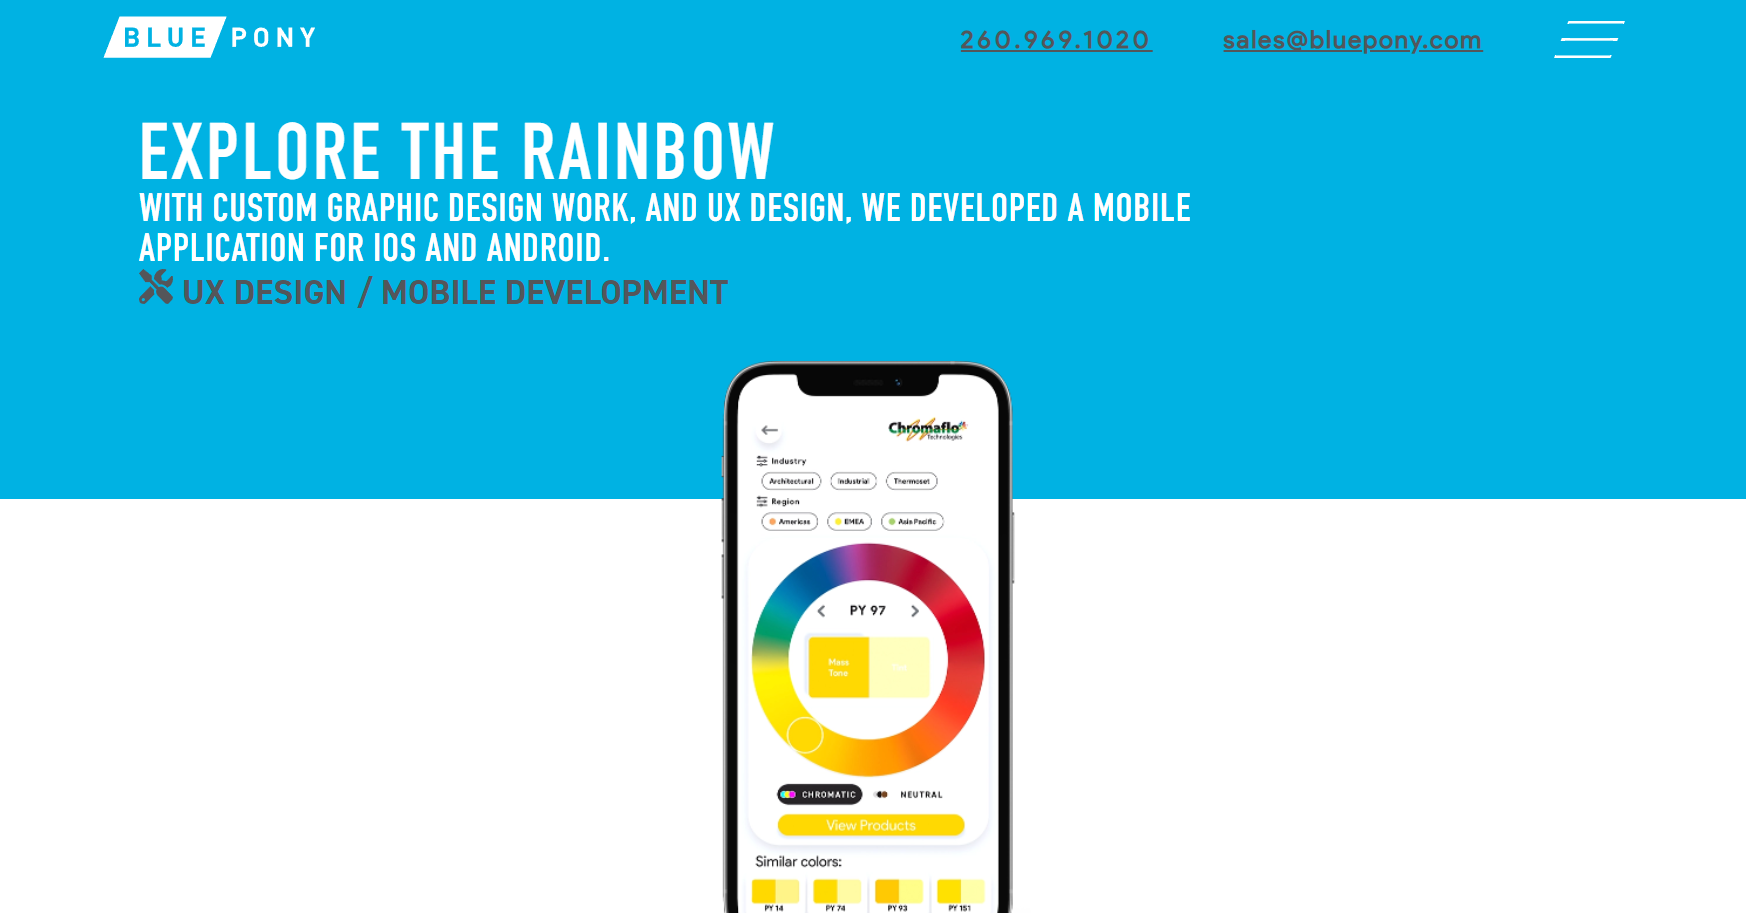 BLUE PONY
260.969.1020
sales@bluepony.com
EXPLORE THE RAINBOW
WITH CUSTOM GRAPHIC DESIGN WORK, AND UX DESIGN, WE DEVELOPED A MOBILE
APPLICATION FOR IOS AND ANDROID.
UX DESIGN / MOBILE DEVELOPMENT
Chromaflo
Technologies
Industry
Architectural Industrial Thermoset
Region
Americas EMEA Asia Pacific
PY 97
Mass
Tone
CHROMATIC NEUTRAL
View Products
Similar colors:
PY 14 PY 74 PY 93 PY 151